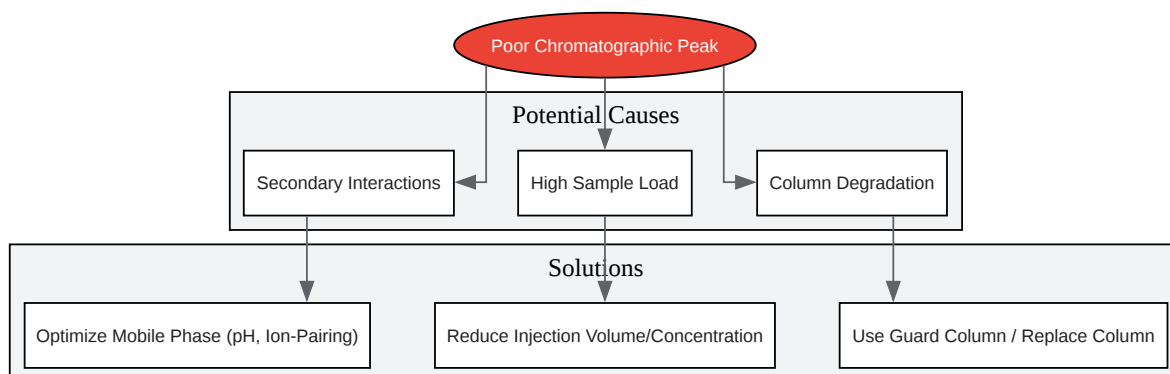 Poor Chromatographic Peak
Potential Causes
Secondary Interactions
High Sample Load
Column Degradation
Solutions
Optimize Mobile Phase (pH, Ion-Pairing)
Reduce Injection Volume/Concentration
Use Guard Column / Replace Column